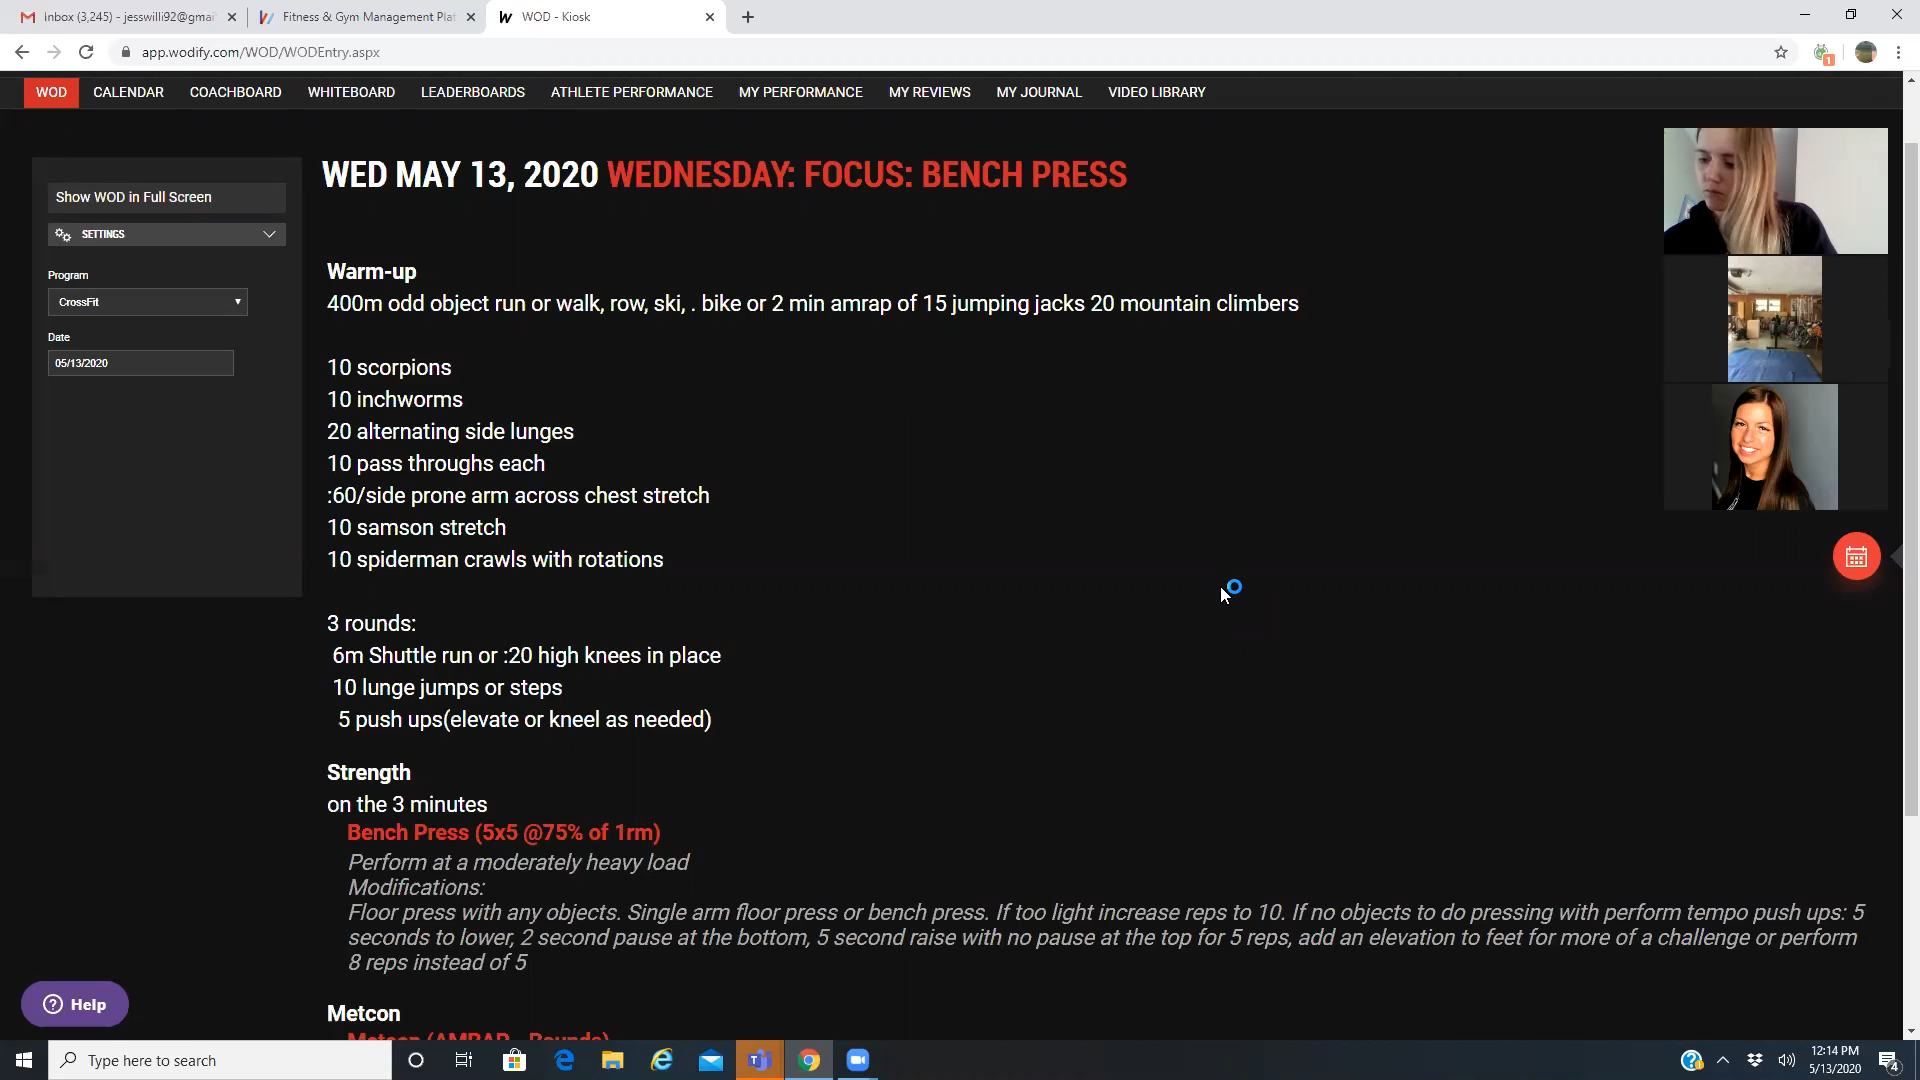 Inbox (3,245) - jesswilli92@gmai
Fitness & Gym Management Plat
WOD - Kiosk
app.wodify.com/WOD/WODEntry.aspx
1
WOD CALENDAR COACHBOARD WHITEBOARD LEADERBOARDS ATHLETE PERFORMANCE MY PERFORMANCE MY REVIEWS MY JOURNAL VIDEO LIBRARY
Show WOD in Full Screen
SETTINGS
Program
CrossFit
Date
05/13/2020
WED MAY 13, 2020 WEDNESDAY: FOCUS: BENCH PRESS
Warm-up
400m odd object run or walk, row, ski, . bike or 2 min amrap of 15 jumping jacks 20 mountain climbers
10 scorpions
10 inchworms
20 alternating side lunges
10 pass throughs each
:60/side prone arm across chest stretch
10 samson stretch
10 spiderman crawls with rotations
3 rounds:
6m Shuttle run or :20 high knees in place
10 lunge jumps or steps
5 push ups(elevate or kneel as needed)
Strength
on the 3 minutes
Bench Press (5x5 @75% of 1rm)
Perform at a moderately heavy load
Modifications:
Floor press with any objects. Single arm floor press or bench press. If too light increase reps to 10. If no objects to do pressing with perform tempo push ups: 5
seconds to lower, 2 second pause at the bottom, 5 second raise with no pause at the top for 5 reps, add an elevation to feet for more of a challenge or perform
8 reps instead of 5
Metcon
Metcon (AMRAP - Rounds)
Help
Type here to search
12:14 PM
5/13/2020
4